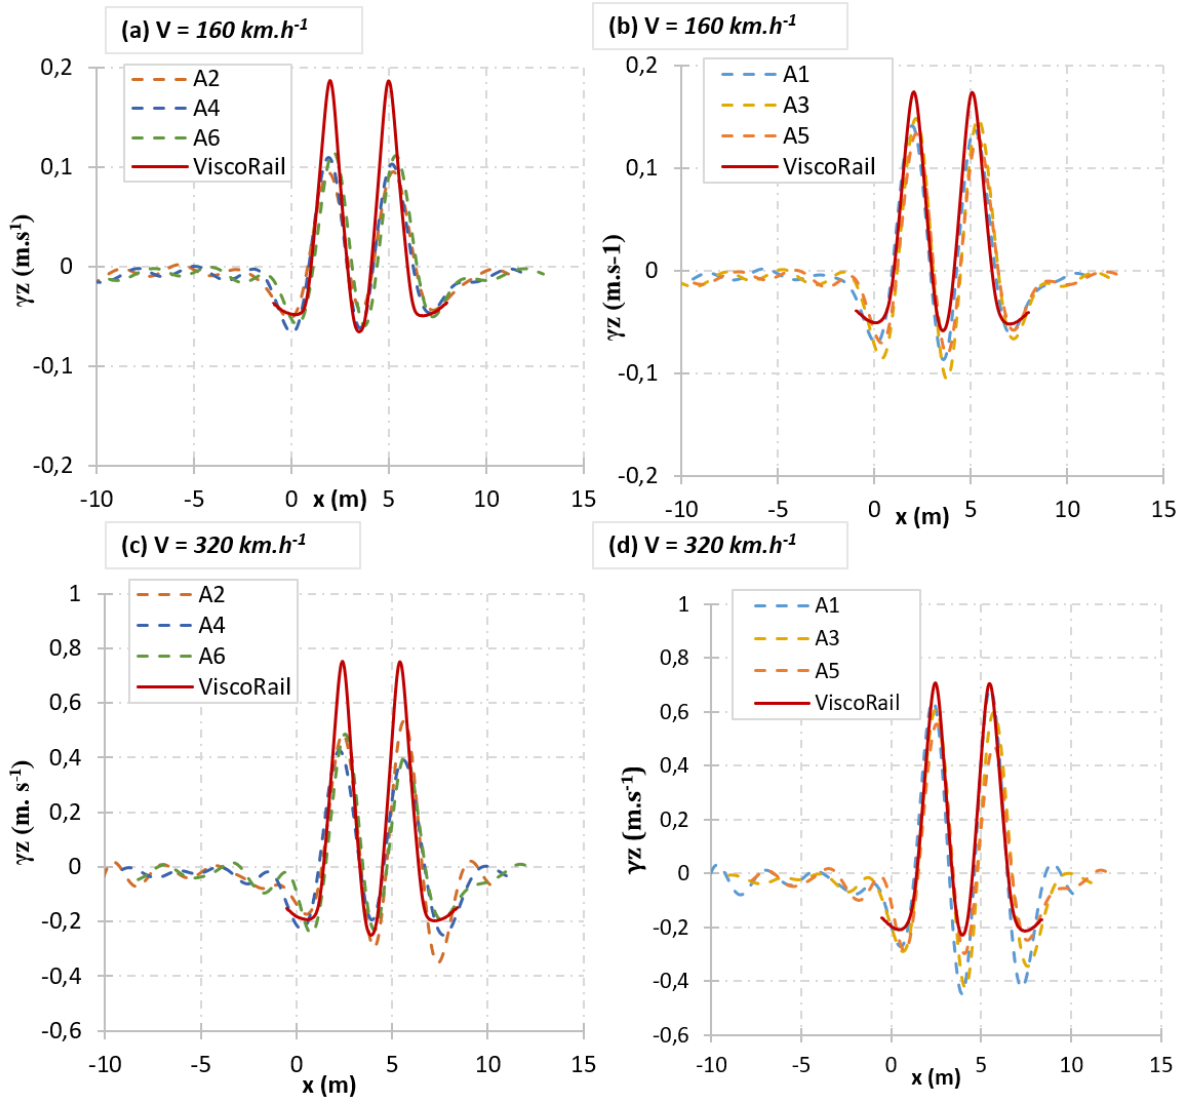 (a) V = 160 km.h-1
0,2
0,1
0
-0,1
-0,2
γz (m.s¹)
A2
A4
A6
ViscoRail
-10
-5
0
5
10
15
x (m)
(b) V = 160 km.h-1
0,2
0,1
0
-0,1
-0,2
γz (m.s-1)
A1
A3
A5
ViscoRail
-10
-5
0
5
10
15
x (m)
(c) V = 320 km.h-1
1
0,8
0,6
0,4
0,2
0
-0,2
-0,4
-0,6
γz (m. s-1)
A2
A4
A6
ViscoRail
-10
-5
0
5
10
15
x (m)
(d) V = 320 km.h-1
1
0,8
0,6
0,4
0,2
0
-0,2
-0,4
-0,6
γz (m.s-1)
A1
A3
A5
ViscoRail
-10
-5
0
5
10
15
x (m)